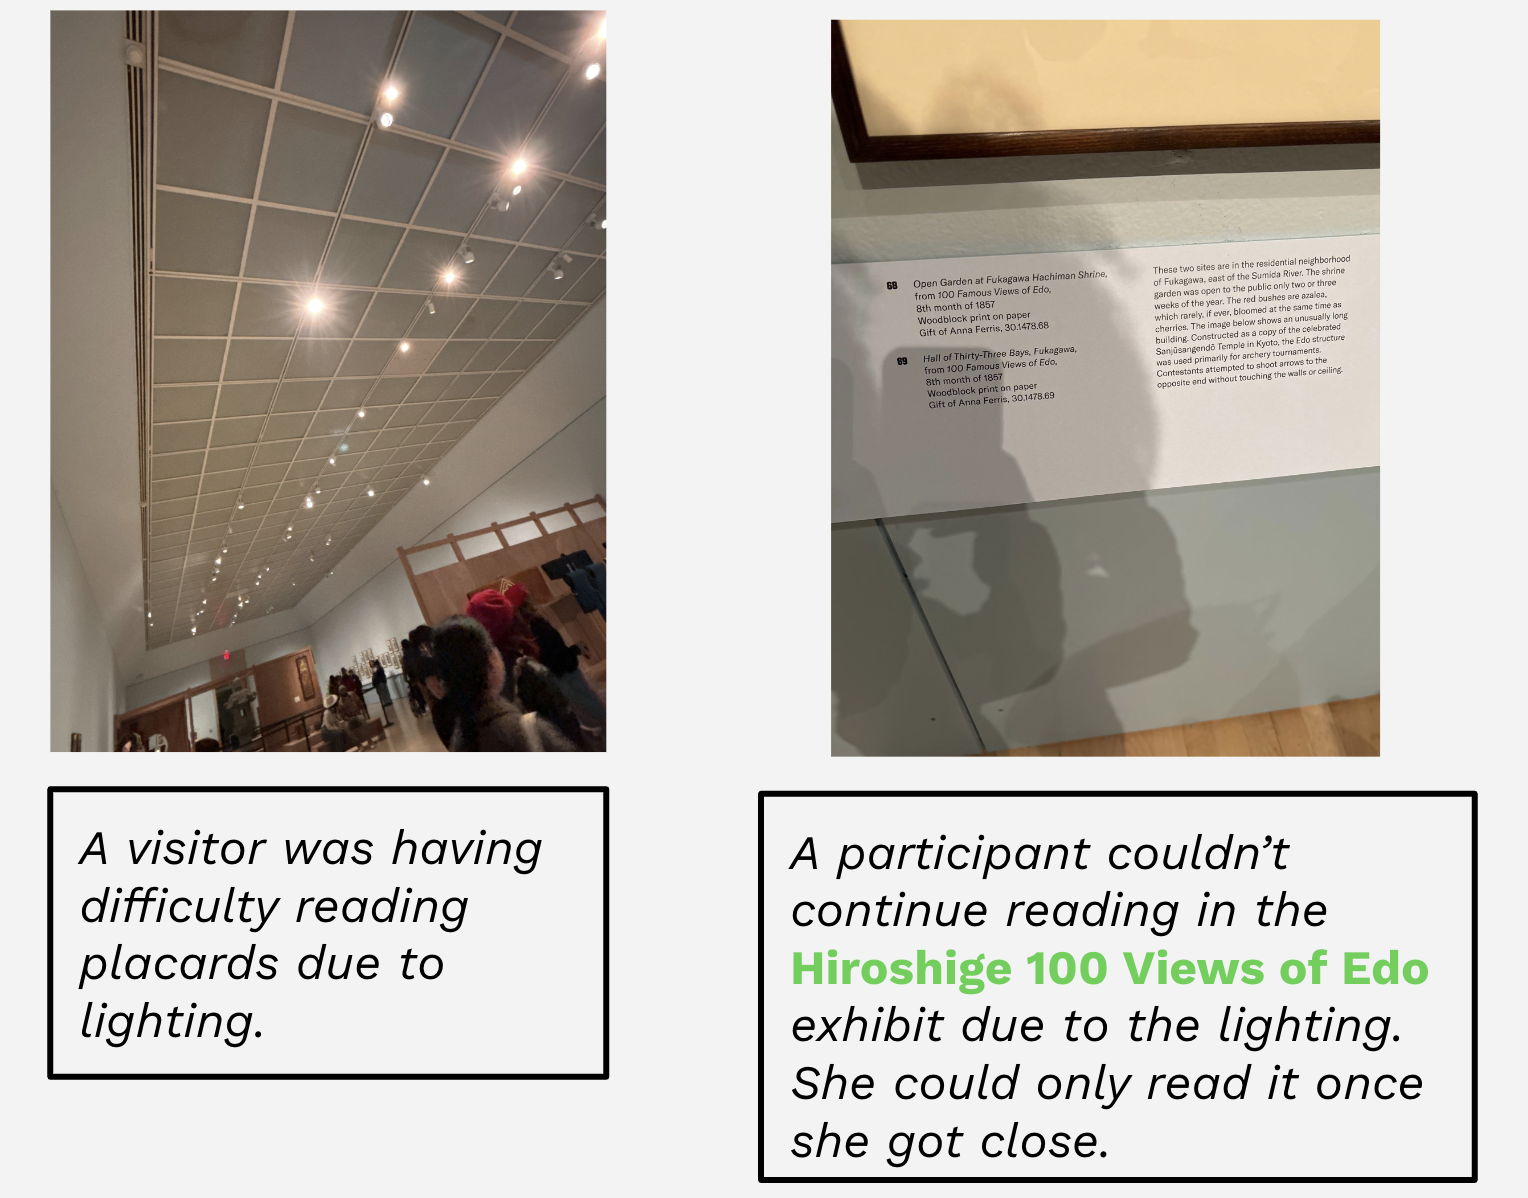 68
Open Garden at Fukagawa Hachiman Shrine,
from 100 Famous Views of Edo,
8th month of 1857
Woodblock print on paper
Gift of Anna Ferris, 30.1478.68
69
Hall of Thirty-Three Bays, Fukagawa,
from 100 Famous Views of Edo,
8th month of 1857
Woodblock print on paper
Gift of Anna Ferris, 30.1478.69
These two sites are in the residential neighborhood
of Fukagawa, east of the Sumida River. The shrine
garden was open to the public only two or three
weeks of the year. The red bushes are azalea,
which rarely, if ever, bloomed at the same time as
cherries. The image below shows an unusually long
building. Constructed as a copy of the celebrated
Sanjūsangendō Temple in Kyoto, the Edo structure
was used primarily for archery tournaments.
Contestants attempted to shoot arrows to the
opposite end without touching the walls or ceiling.
A visitor was having
difficulty reading
placards due to
lighting.
A participant couldn’t
continue reading in the
Hiroshige 100 Views of Edo
exhibit due to the lighting.
She could only read it once
she got close.